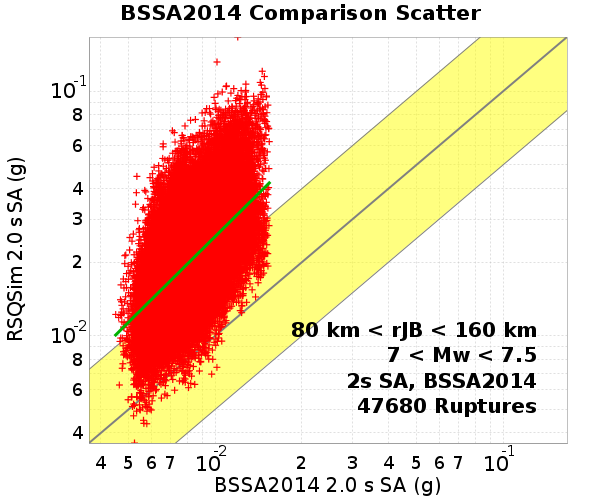 BSSA2014 Comparison Scatter
RSQSim 2.0 s SA (g)
10-1
8
6
4
3
2
10-2
8
6
4
80 km < rJB < 160 km
7 < Mw < 7.5
2s SA, BSSA2014
47680 Ruptures
4 5 6 7 10-2 2 3 4 5 6 7 10-1
BSSA2014 2.0 s SA (g)